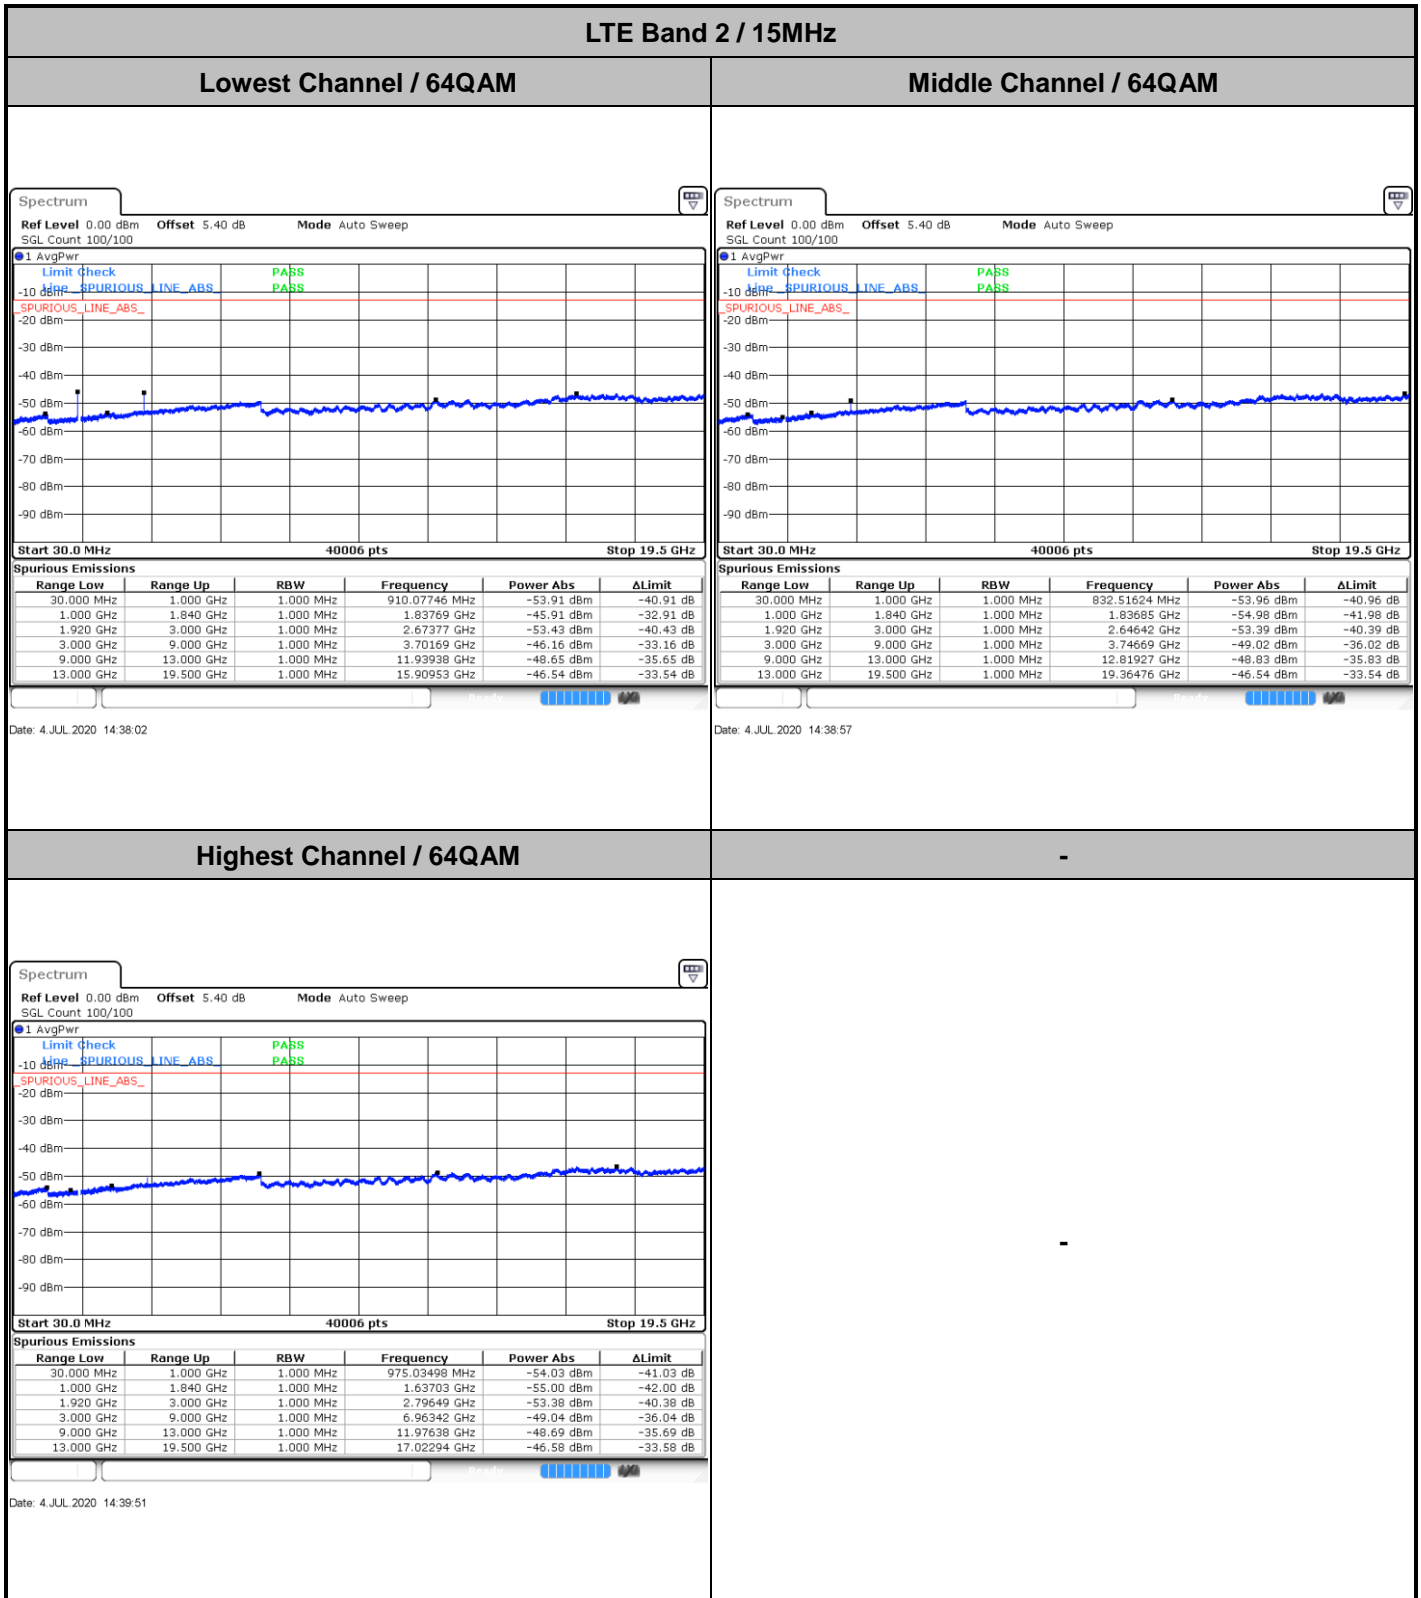 LTE Band 2 / 15MHz
Lowest Channel / 64QAM
Middle Channel / 64QAM
Spectrum
Ref Level 0.00 dBm Offset 5.40 dB Mode Auto Sweep
SGL Count 100/100
1 AvgPwr
Limit Check PASS
Line _SPURIOUS_LINE_ABS_ PASS
-10 dBm
_SPURIOUS_LINE_ABS_
-20 dBm
-30 dBm
-40 dBm
-50 dBm
-60 dBm
-70 dBm
-80 dBm
-90 dBm
Start 30.0 MHz 40006 pts Stop 19.5 GHz
Spurious Emissions
Range Low Range Up RBW Frequency Power Abs ΔLimit
30.000 MHz 1.000 GHz 1.000 MHz 910.07746 MHz -53.91 dBm -40.91 dB
1.000 GHz 1.840 GHz 1.000 MHz 1.83769 GHz -45.91 dBm -32.91 dB
1.920 GHz 3.000 GHz 1.000 MHz 2.67377 GHz -53.43 dBm -40.43 dB
3.000 GHz 9.000 GHz 1.000 MHz 3.70169 GHz -46.16 dBm -33.16 dB
9.000 GHz 13.000 GHz 1.000 MHz 11.93938 GHz -48.65 dBm -35.65 dB
13.000 GHz 19.500 GHz 1.000 MHz 15.90953 GHz -46.54 dBm -33.54 dB
Ready
Date: 4.JUL.2020 14:38:02
Spectrum
Ref Level 0.00 dBm Offset 5.40 dB Mode Auto Sweep
SGL Count 100/100
1 AvgPwr
Limit Check PASS
Line _SPURIOUS_LINE_ABS_ PASS
-10 dBm
_SPURIOUS_LINE_ABS_
-20 dBm
-30 dBm
-40 dBm
-50 dBm
-60 dBm
-70 dBm
-80 dBm
-90 dBm
Start 30.0 MHz 40006 pts Stop 19.5 GHz
Spurious Emissions
Range Low Range Up RBW Frequency Power Abs ΔLimit
30.000 MHz 1.000 GHz 1.000 MHz 832.51624 MHz -53.96 dBm -40.96 dB
1.000 GHz 1.840 GHz 1.000 MHz 1.83685 GHz -54.98 dBm -41.98 dB
1.920 GHz 3.000 GHz 1.000 MHz 2.64642 GHz -53.39 dBm -40.39 dB
3.000 GHz 9.000 GHz 1.000 MHz 3.74669 GHz -49.02 dBm -36.02 dB
9.000 GHz 13.000 GHz 1.000 MHz 12.81927 GHz -48.83 dBm -35.83 dB
13.000 GHz 19.500 GHz 1.000 MHz 19.36476 GHz -46.54 dBm -33.54 dB
Ready
Date: 4.JUL.2020 14:38:57
Highest Channel / 64QAM
-
Spectrum
Ref Level 0.00 dBm Offset 5.40 dB Mode Auto Sweep
SGL Count 100/100
1 AvgPwr
Limit Check PASS
Line _SPURIOUS_LINE_ABS_ PASS
-10 dBm
_SPURIOUS_LINE_ABS_
-20 dBm
-30 dBm
-40 dBm
-50 dBm
-60 dBm
-70 dBm
-80 dBm
-90 dBm
Start 30.0 MHz 40006 pts Stop 19.5 GHz
Spurious Emissions
Range Low Range Up RBW Frequency Power Abs ΔLimit
30.000 MHz 1.000 GHz 1.000 MHz 975.03498 MHz -54.03 dBm -41.03 dB
1.000 GHz 1.840 GHz 1.000 MHz 1.63703 GHz -55.00 dBm -42.00 dB
1.920 GHz 3.000 GHz 1.000 MHz 2.79649 GHz -53.38 dBm -40.38 dB
3.000 GHz 9.000 GHz 1.000 MHz 6.96342 GHz -49.04 dBm -36.04 dB
9.000 GHz 13.000 GHz 1.000 MHz 11.97638 GHz -48.69 dBm -35.69 dB
13.000 GHz 19.500 GHz 1.000 MHz 17.02294 GHz -46.58 dBm -33.58 dB
Ready
Date: 4.JUL.2020 14:39:51
-